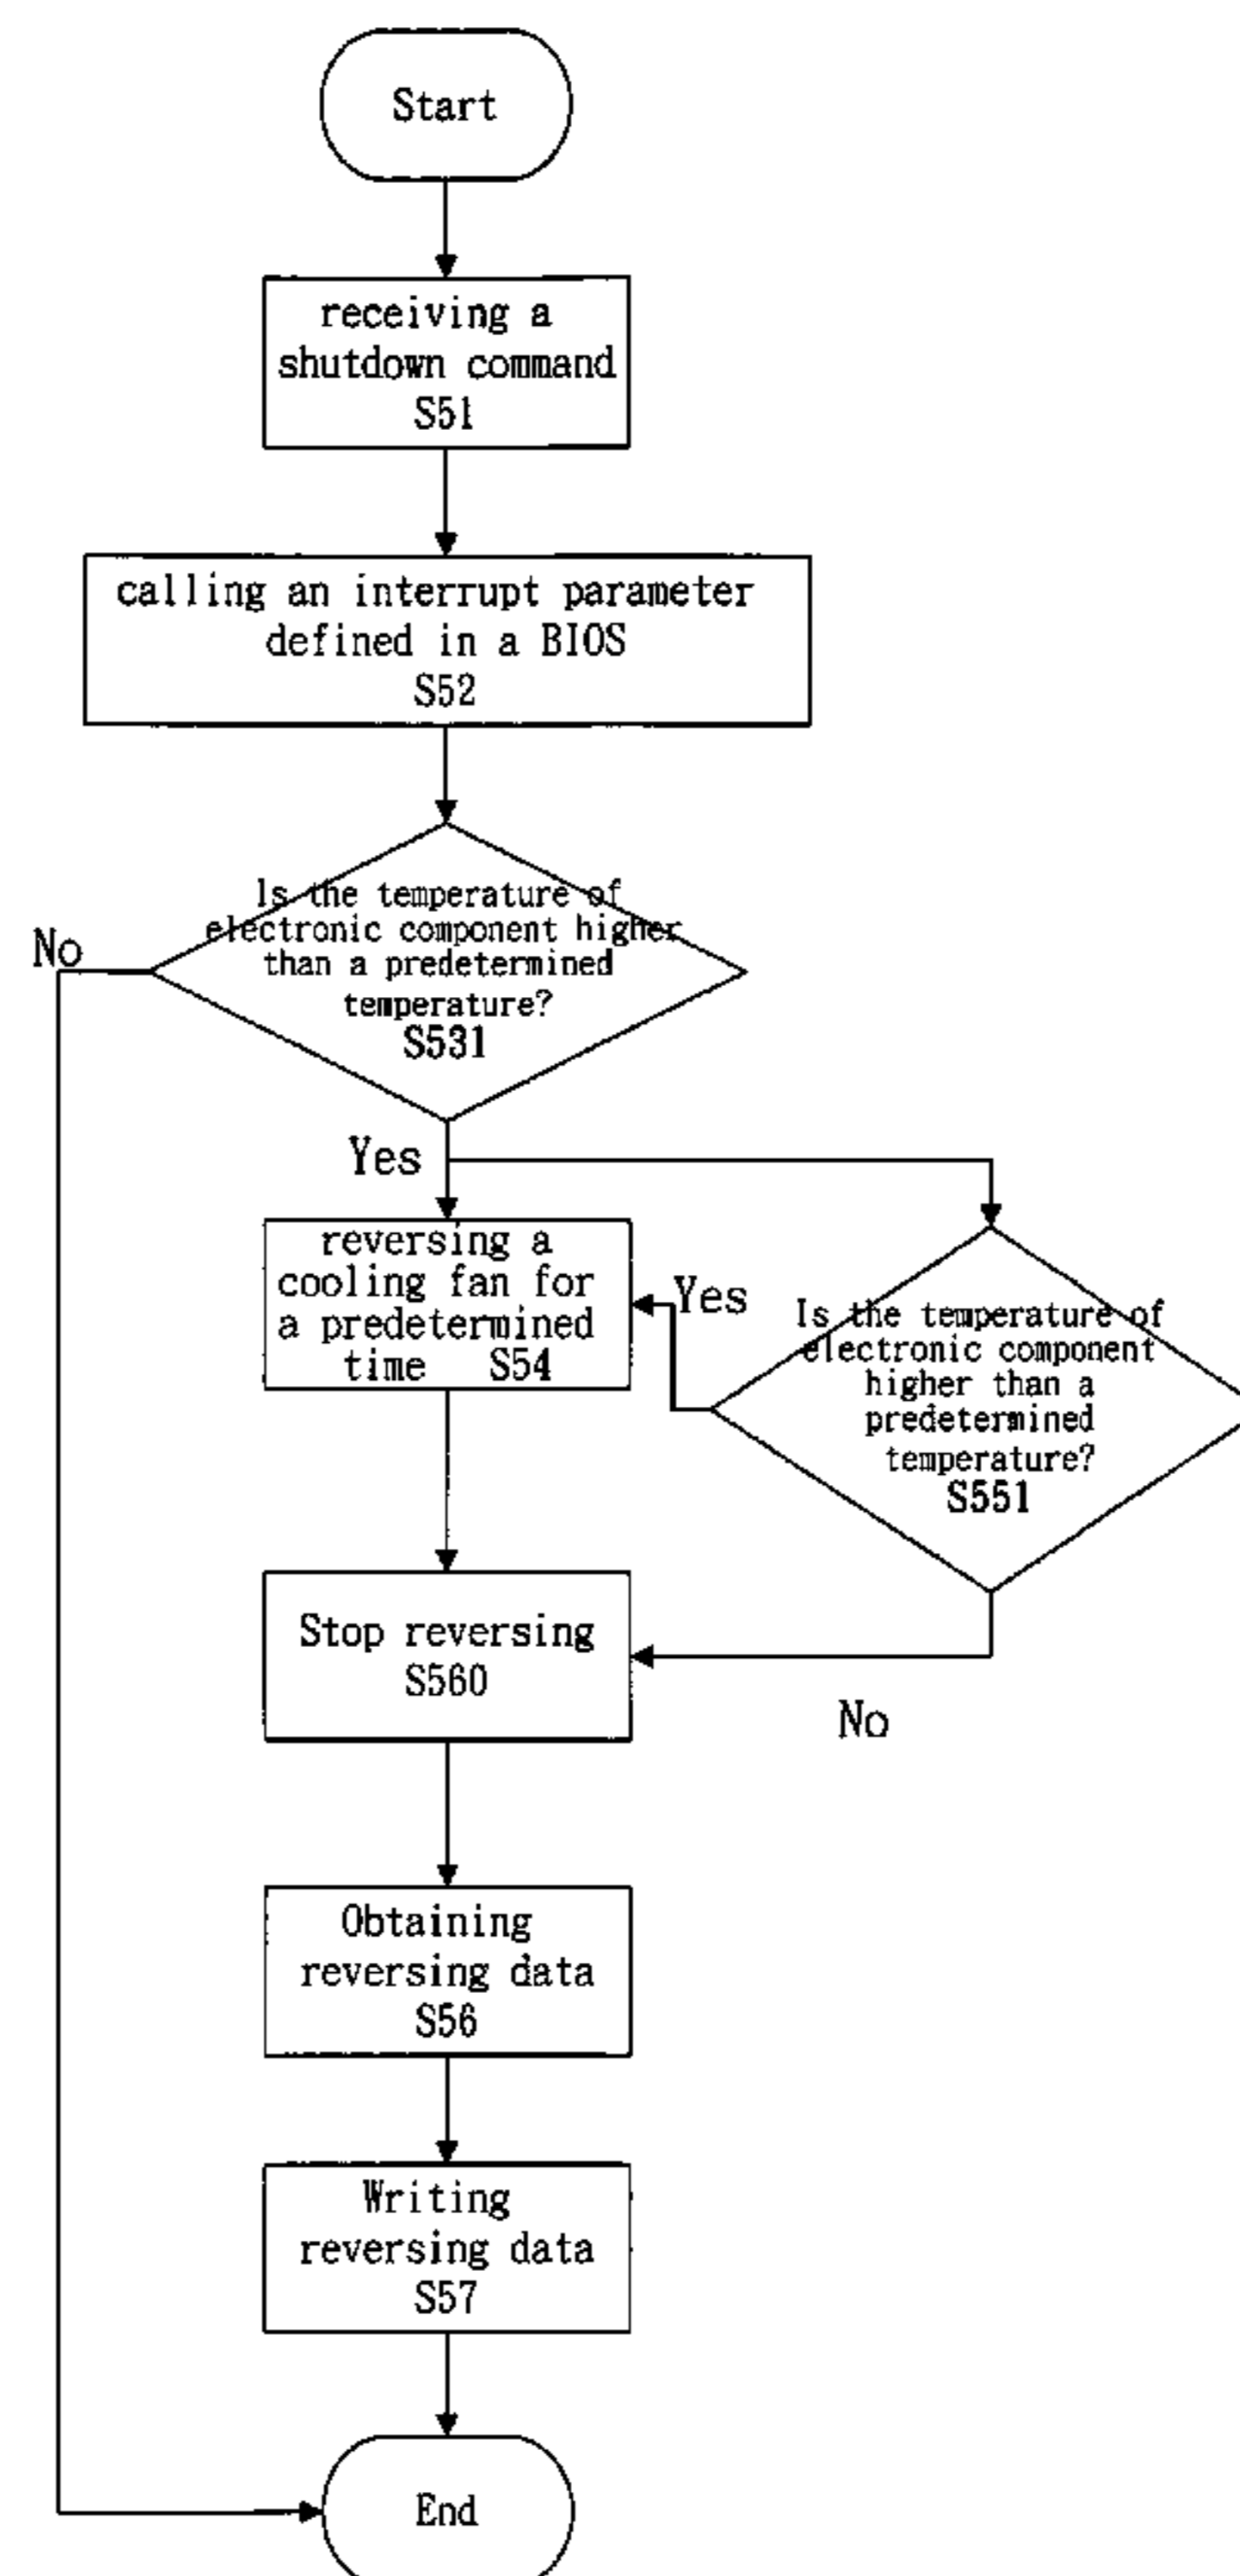 Start
receiving a
shutdown command
S51
calling an interrupt parameter
defined in a BIOS
S52
Is the temperature of
electronic component higher
than a predetermined
temperature?
S531
No
Yes
reversing a
cooling fan for
a predetermined
time S54
Yes
Is the temperature of
electronic component
higher than a
predetermined
temperature?
S551
Stop reversing
S560
No
Obtaining
reversing data
S56
Writing
reversing data
S57
End